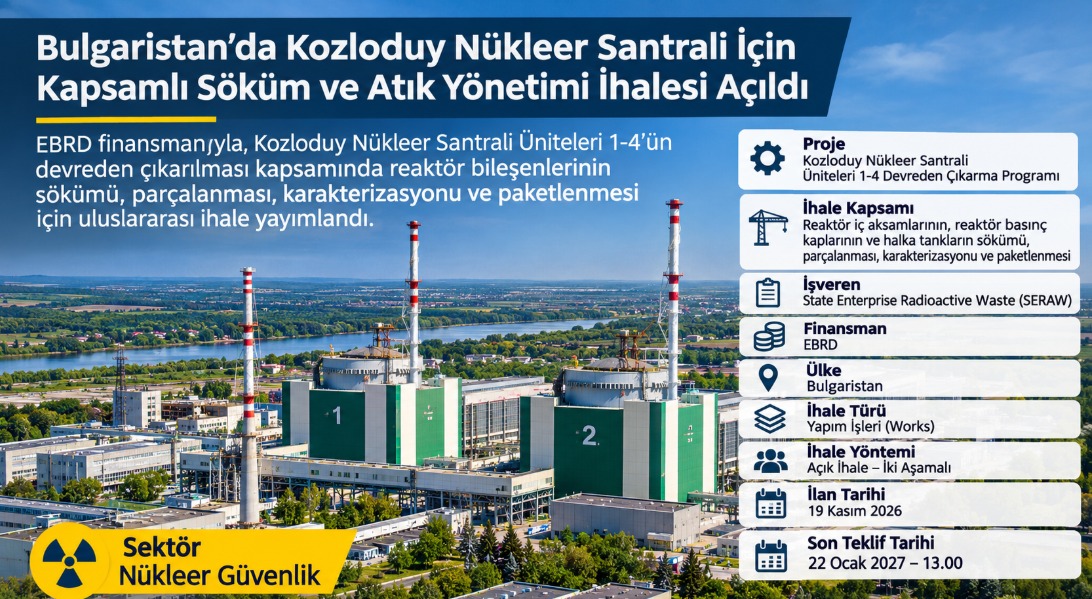 Bulgaristan'da Kozloduy Nükleer Santrali İçin
Kapsamlı Söküm ve Atık Yönetimi İhalesi Açıldı
EBRD finansmanıyla, Kozloduy Nükleer Santrali Üniteleri 1-4'ün
devreden çıkarılması kapsamında reaktör bileşenlerinin
sökümü, parçalanması, karakterizasyonu ve paketlenmesi
için uluslararası ihale yayımlandı.
Proje
Kozloduy Nükleer Santrali
Üniteleri 1-4 Devreden Çıkarma Programı
İhale Kapsamı
Reaktör iç aksamlarının, reaktör basınç
kaplarının ve halka tankların sökümü,
parçalanması, karakterizasyonu ve paketlenmesi
İşveren
State Enterprise Radioactive Waste (SERAW)
Finansman
EBRD
Ülke
Bulgaristan
İhale Türü
Yapım İşleri (Works)
İhale Yöntemi
Açık İhale – İki Aşamalı
İlan Tarihi
19 Kasım 2026
Son Teklif Tarihi
22 Ocak 2027 – 13.00
1
2
Sektör
Nükleer Güvenlik